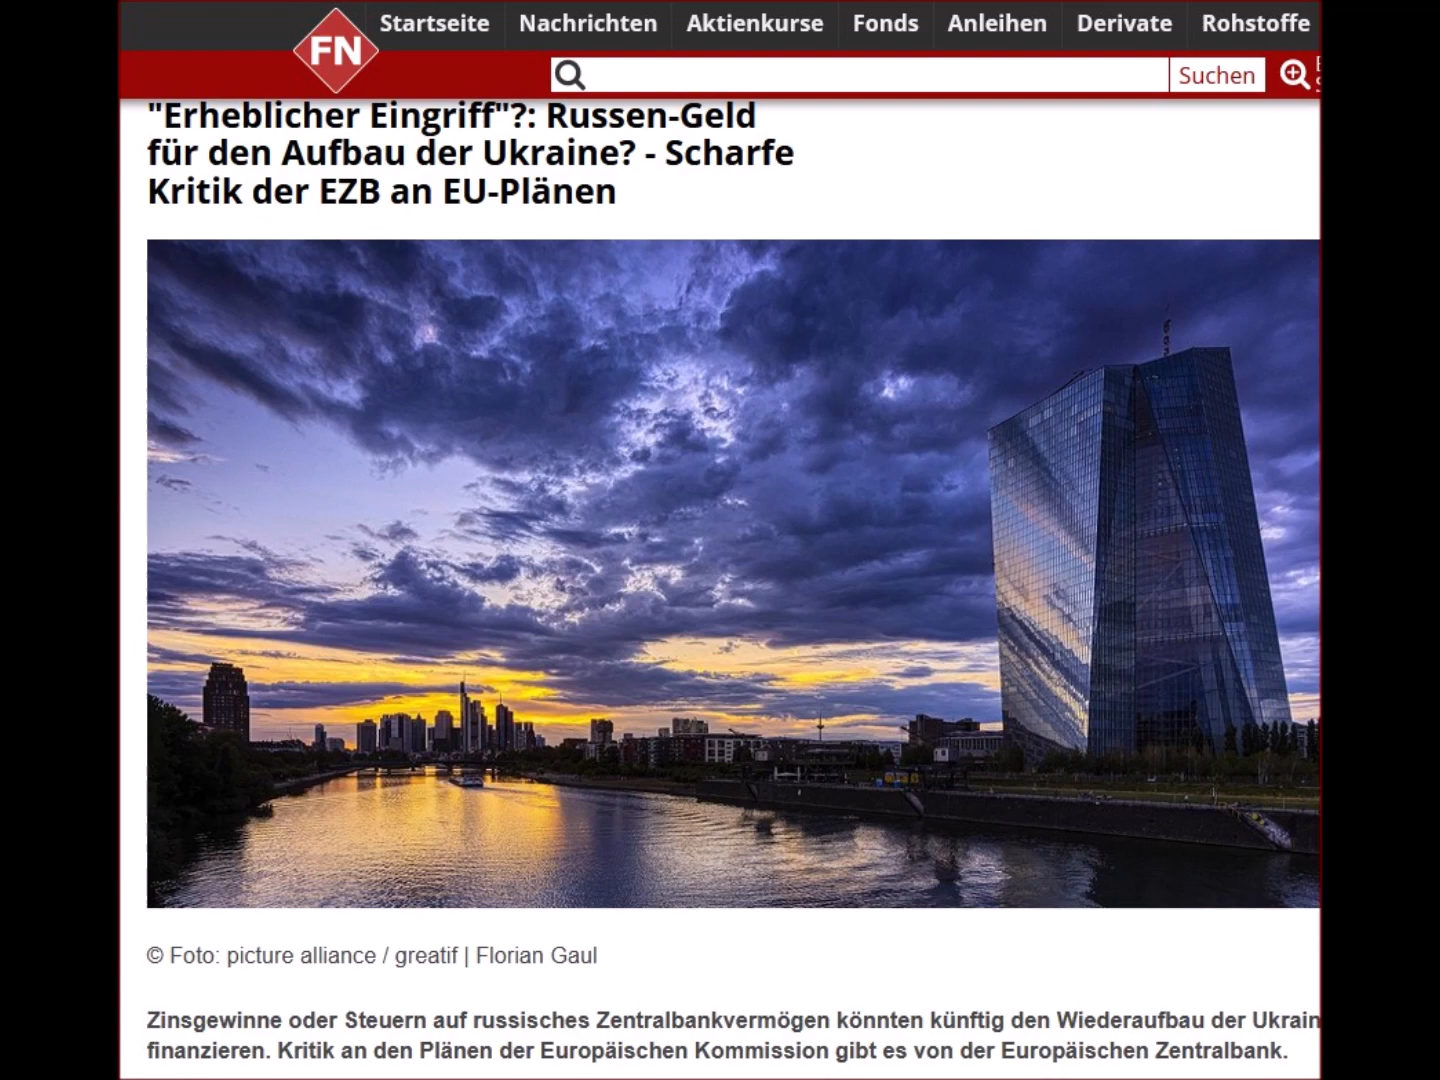 Startseite Nachrichten Aktienkurse Fonds Anleihen Derivate Rohstoffe
FN
Suchen
"Erheblicher Eingriff"?: Russen-Geld
für den Aufbau der Ukraine? - Scharfe
Kritik der EZB an EU-Plänen
© Foto: picture alliance / greatif | Florian Gaul
Zinsgewinne oder Steuern auf russisches Zentralbankvermögen könnten künftig den Wiederaufbau der Ukrain
finanzieren. Kritik an den Plänen der Europäischen Kommission gibt es von der Europäischen Zentralbank.